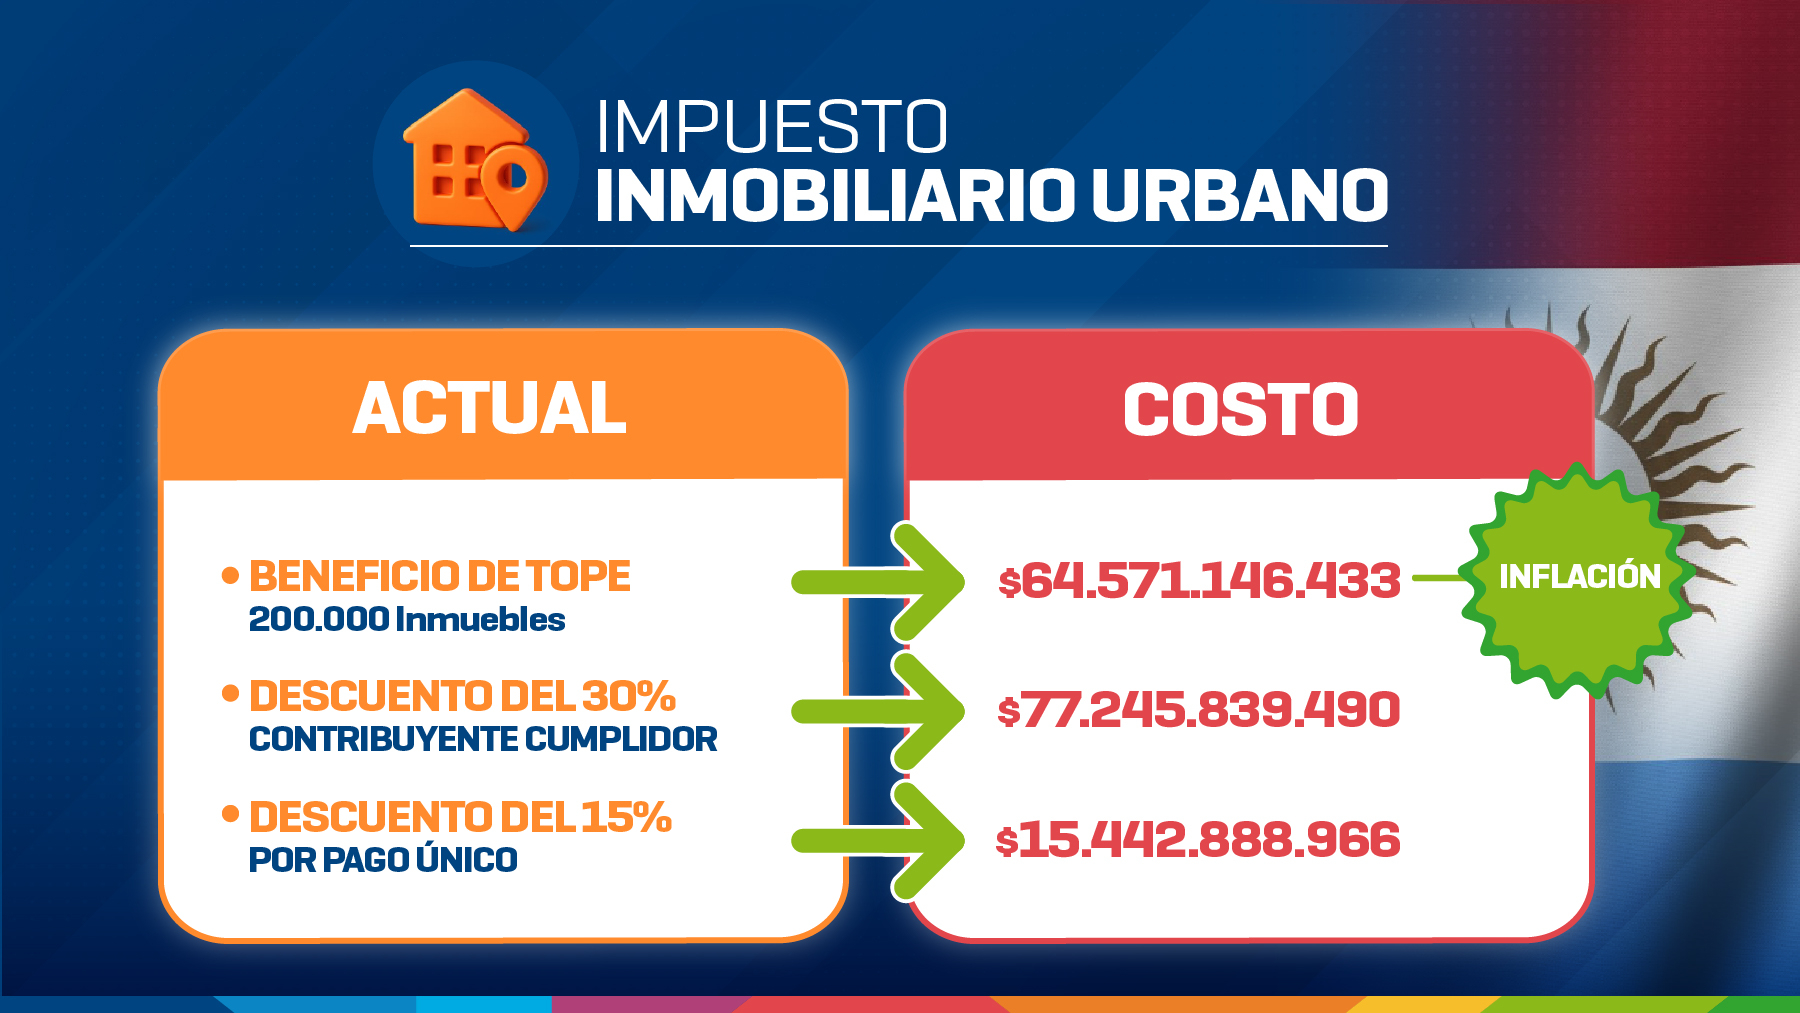 IMPUESTO
INMOBILIARIO URBANO
ACTUAL
• BENEFICIO DE TOPE
200.000 Inmuebles
• DESCUENTO DEL 30%
CONTRIBUYENTE CUMPLIDOR
• DESCUENTO DEL 15%
POR PAGO ÚNICO
COSTO
$64.571.146.433
INFLACIÓN
$77.245.839.490
$15.442.888.966